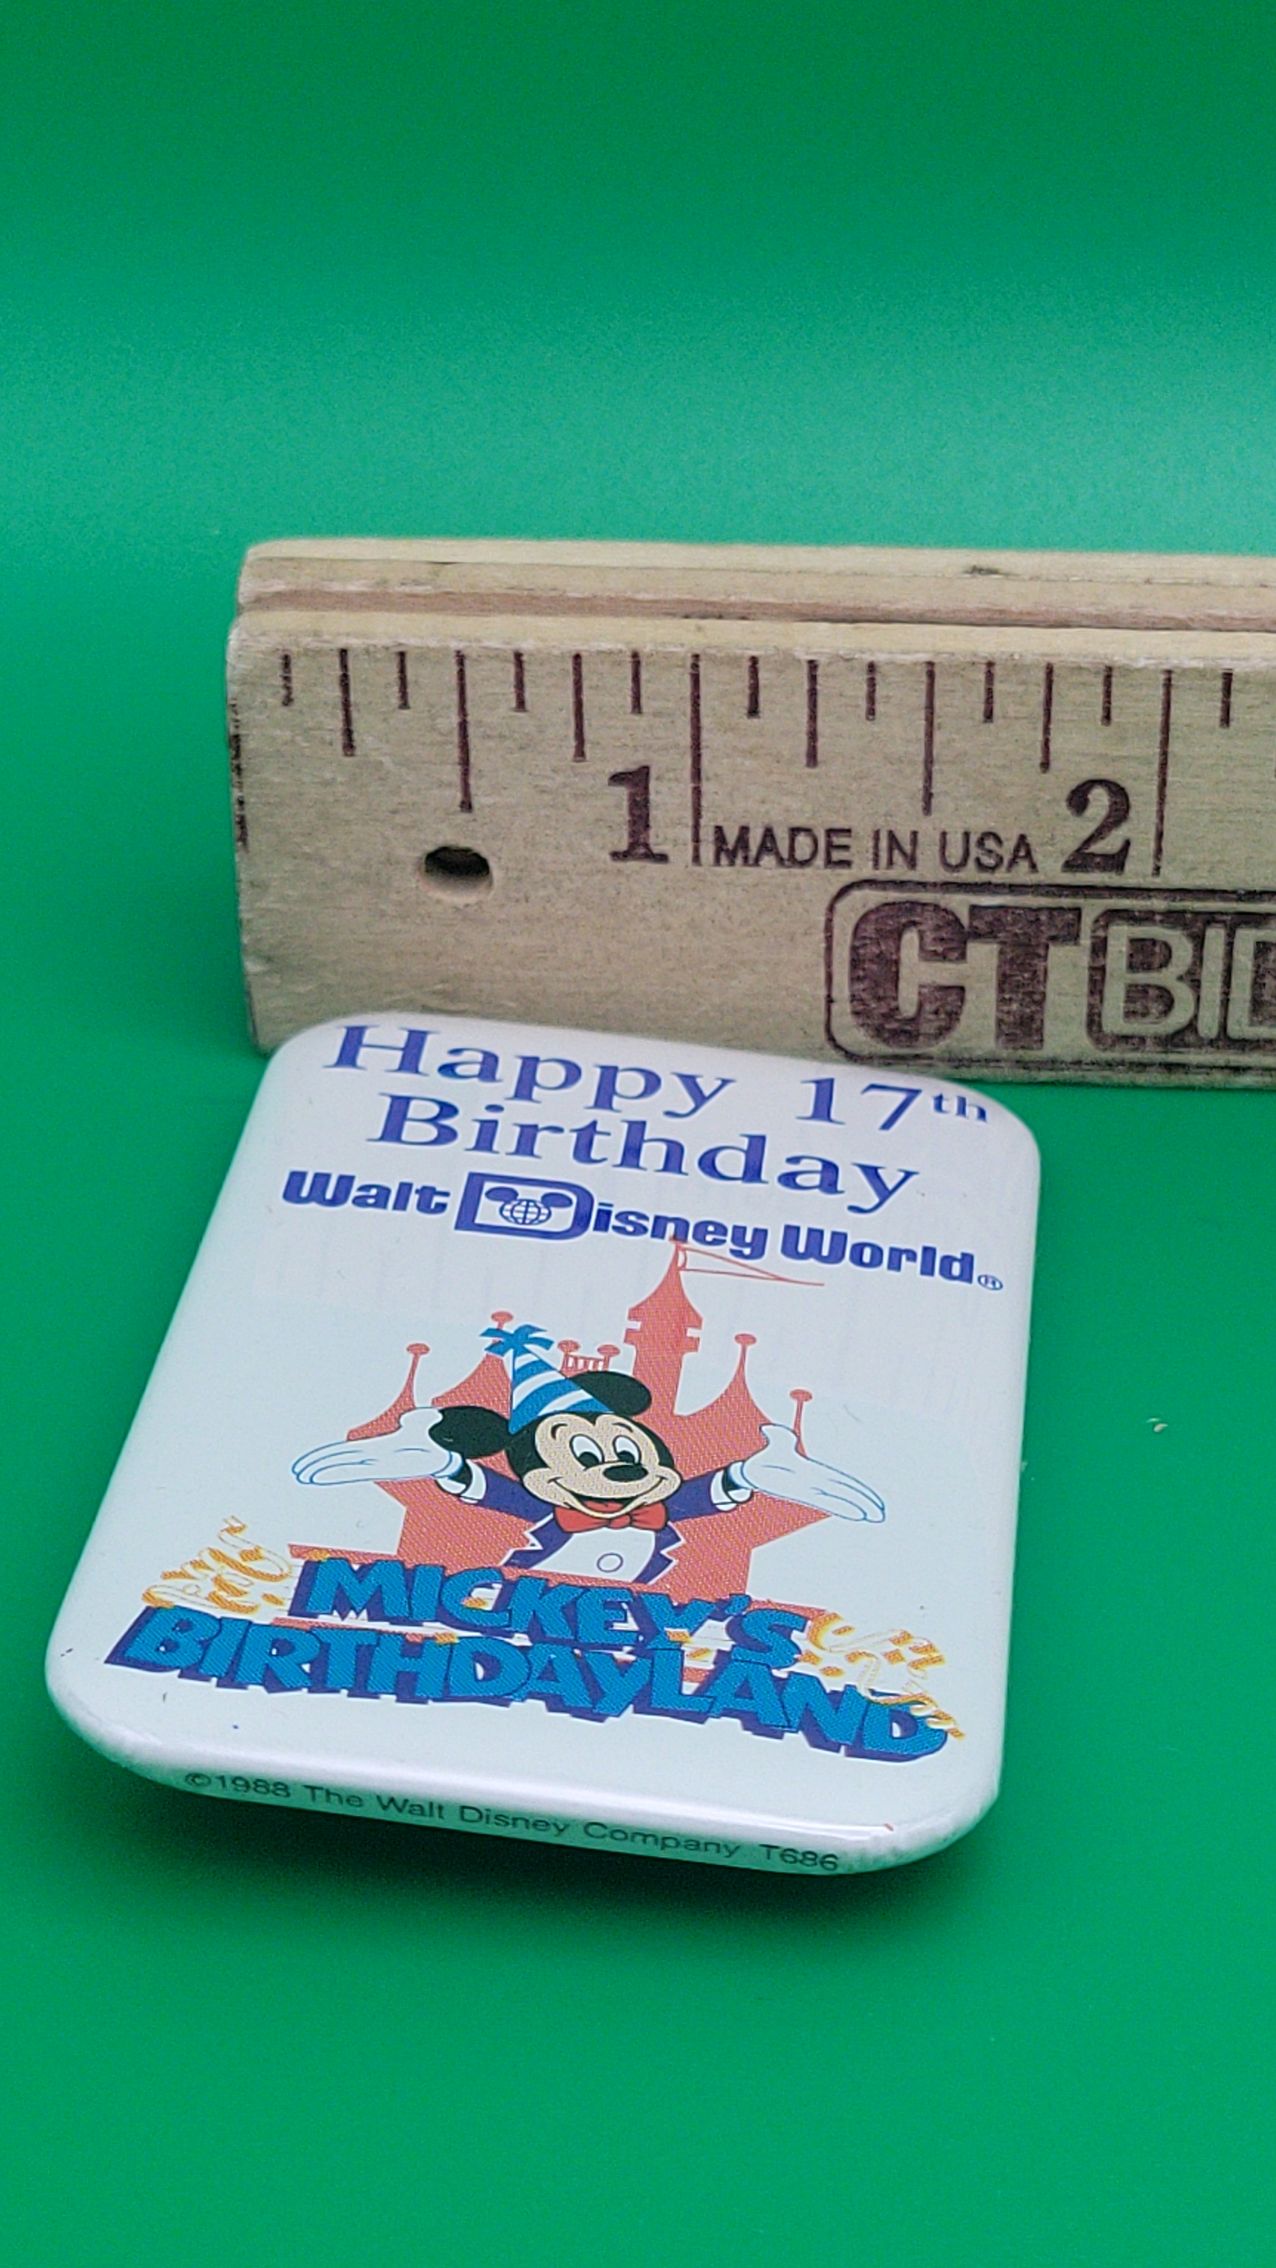 1 2
MADE IN USA
CT BID
Happy 17th
Birthday
Walt Disney World®
MICKEY'S
BIRTHDAYLAND
©1988 The Walt Disney Company T686